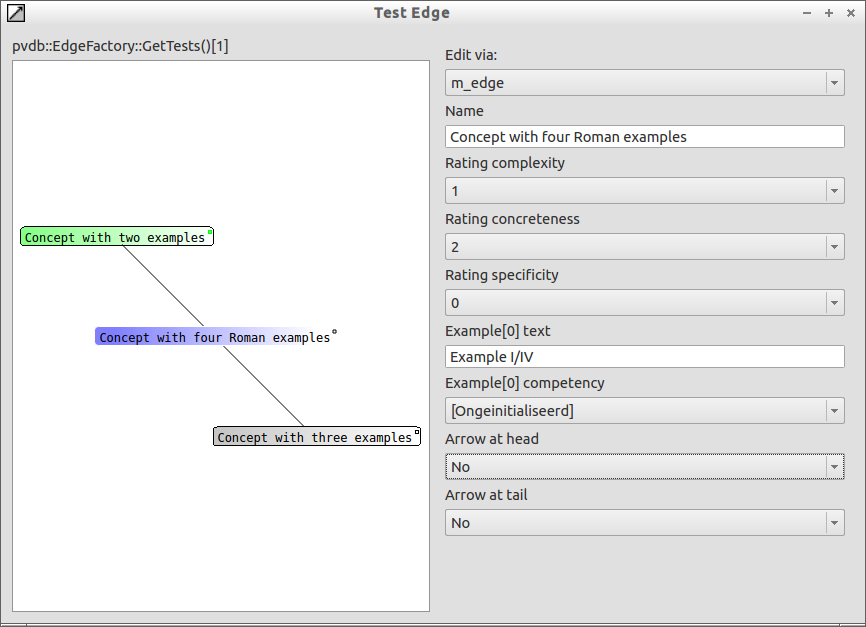 Test Edge
pvdb::EdgeFactory::GetTests()[1]
Concept with two examples
Concept with four Roman examples
Concept with three examples
Edit via:
m_edge
Name
Concept with four Roman examples
Rating complexity
1
Rating concreteness
2
Rating specificity
0
Example[0] text
Example I/IV
Example[0] competency
[Ongeinitialiseerd]
Arrow at head
No
Arrow at tail
No